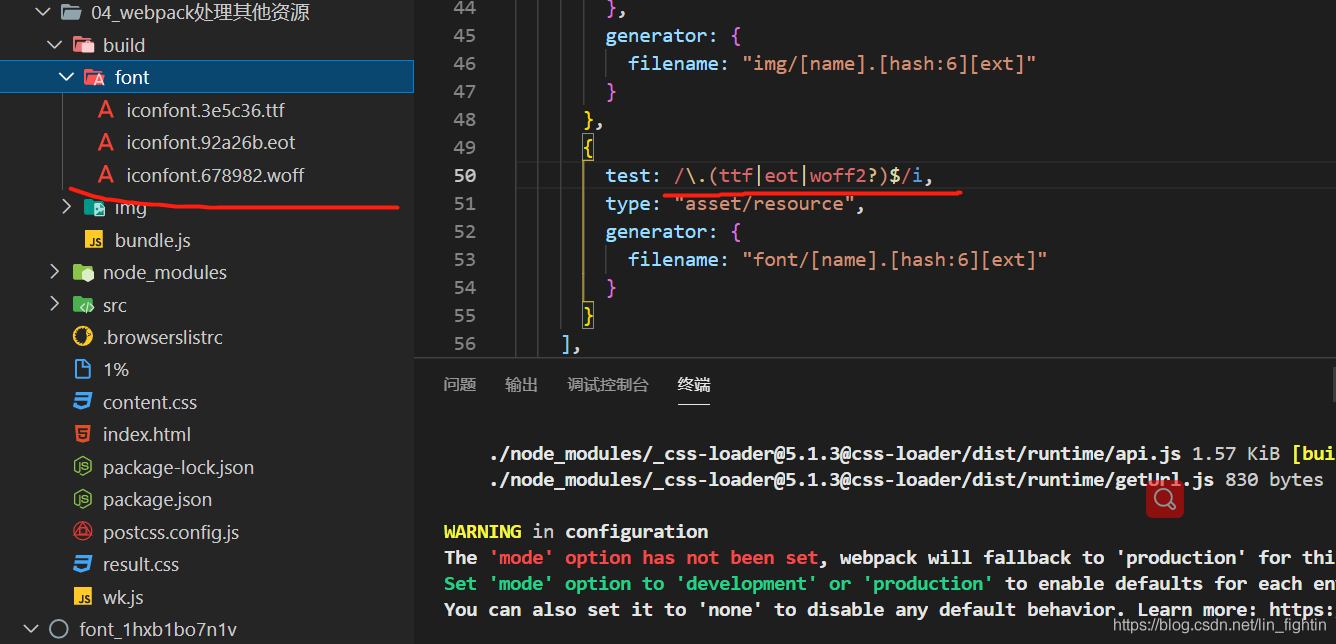 04_webpack处理其他资源
build
font
iconfont.3e5c36.ttf
iconfont.92a26b.eot
iconfont.678982.woff
img
bundle.js
node_modules
src
.browserslistrc
1%
content.css
index.html
package-lock.json
package.json
postcss.config.js
result.css
wk.js
font_1hxb1bo7n1v
44 },
45 generator: {
46 filename: "img/[name].[hash:6][ext]"
47 }
48 },
49 {
50 test: /\.(ttf|eot|woff2?)$/i,
51 type: "asset/resource",
52 generator: {
53 filename: "font/[name].[hash:6][ext]"
54 }
55 }
56 ],
问题 输出 调试控制台 终端
./node_modules/_css-loader@5.1.3@css-loader/dist/runtime/api.js 1.57 KiB [bui
./node_modules/_css-loader@5.1.3@css-loader/dist/runtime/getUrl.js 830 bytes
WARNING in configuration
The 'mode' option has not been set, webpack will fallback to 'production' for thi
Set 'mode' option to 'development' or 'production' to enable defaults for each en
You can also set it to 'none' to disable any default behavior. Learn more: https:
https://blog.csdn.net/lin_fightin